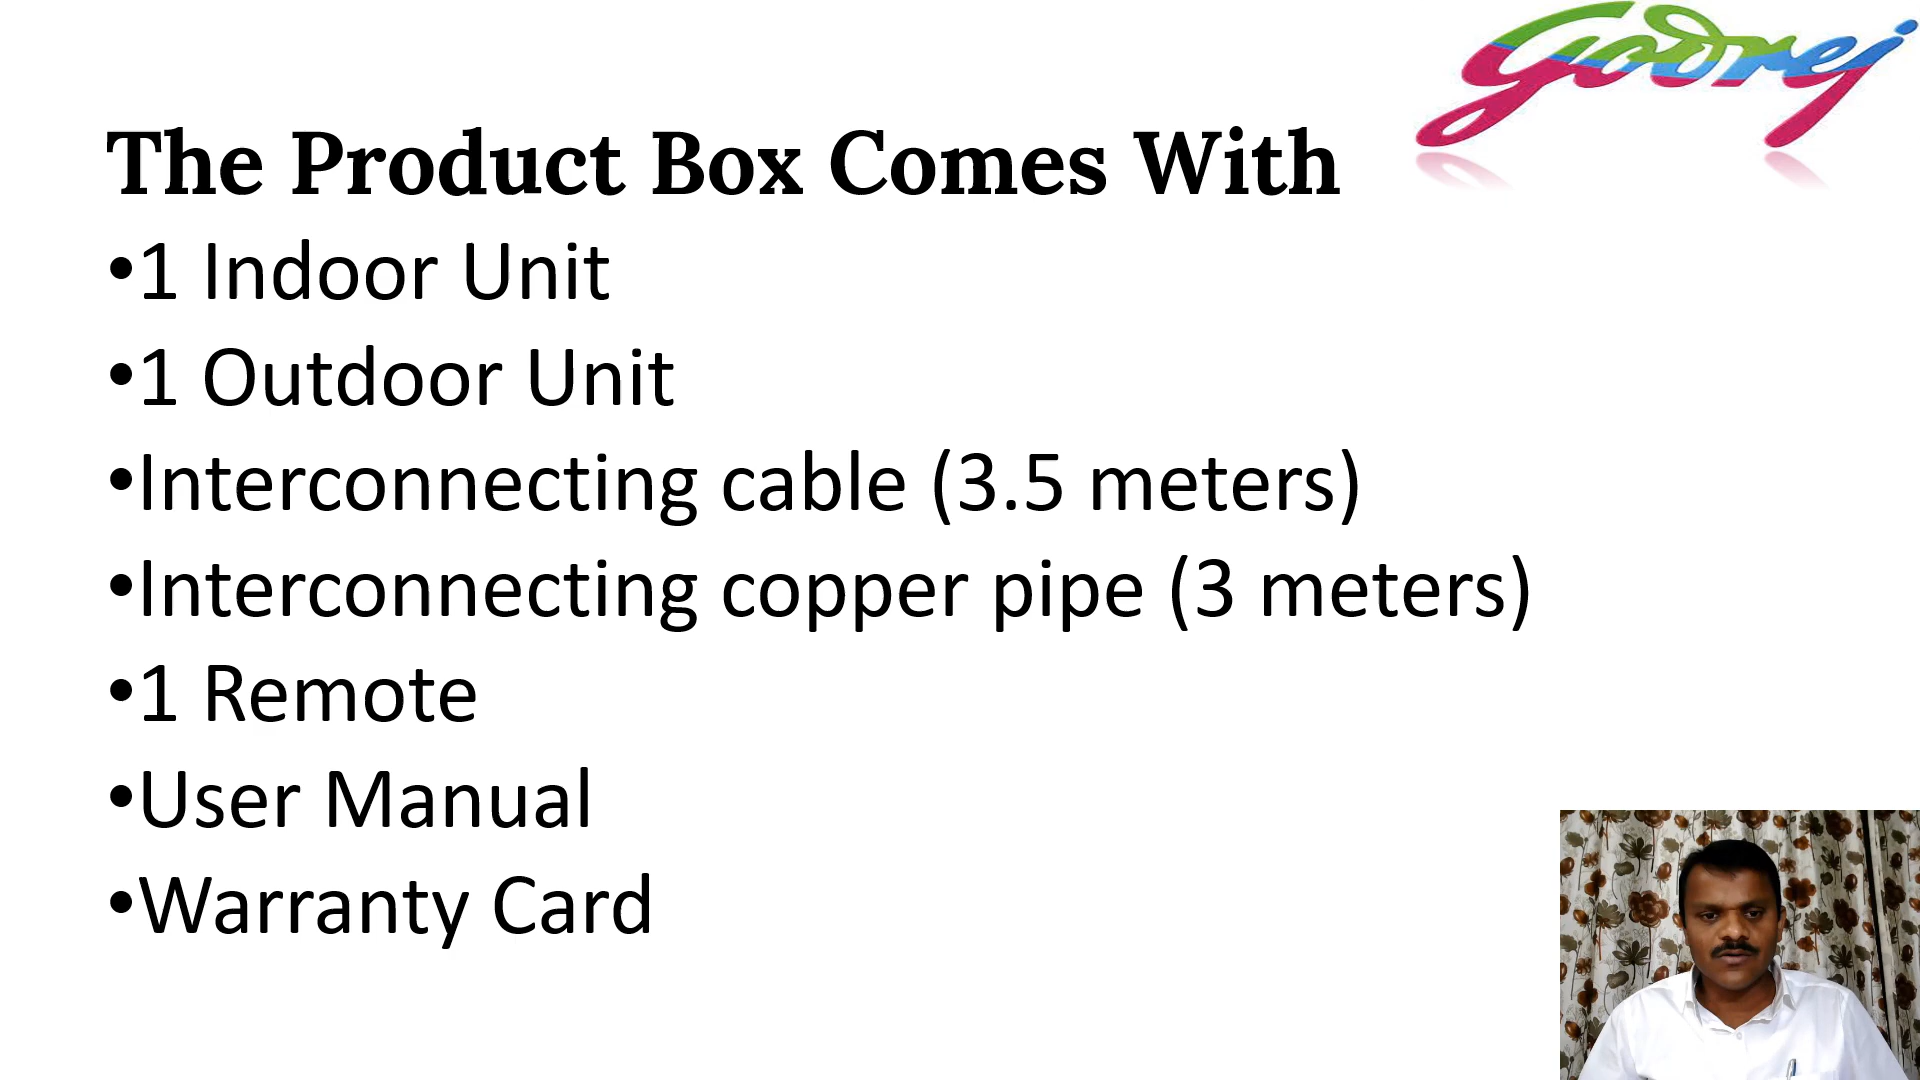 Godrej
The Product Box Comes With
•1 Indoor Unit
•1 Outdoor Unit
•Interconnecting cable (3.5 meters)
•Interconnecting copper pipe (3 meters)
•1 Remote
•User Manual
•Warranty Card